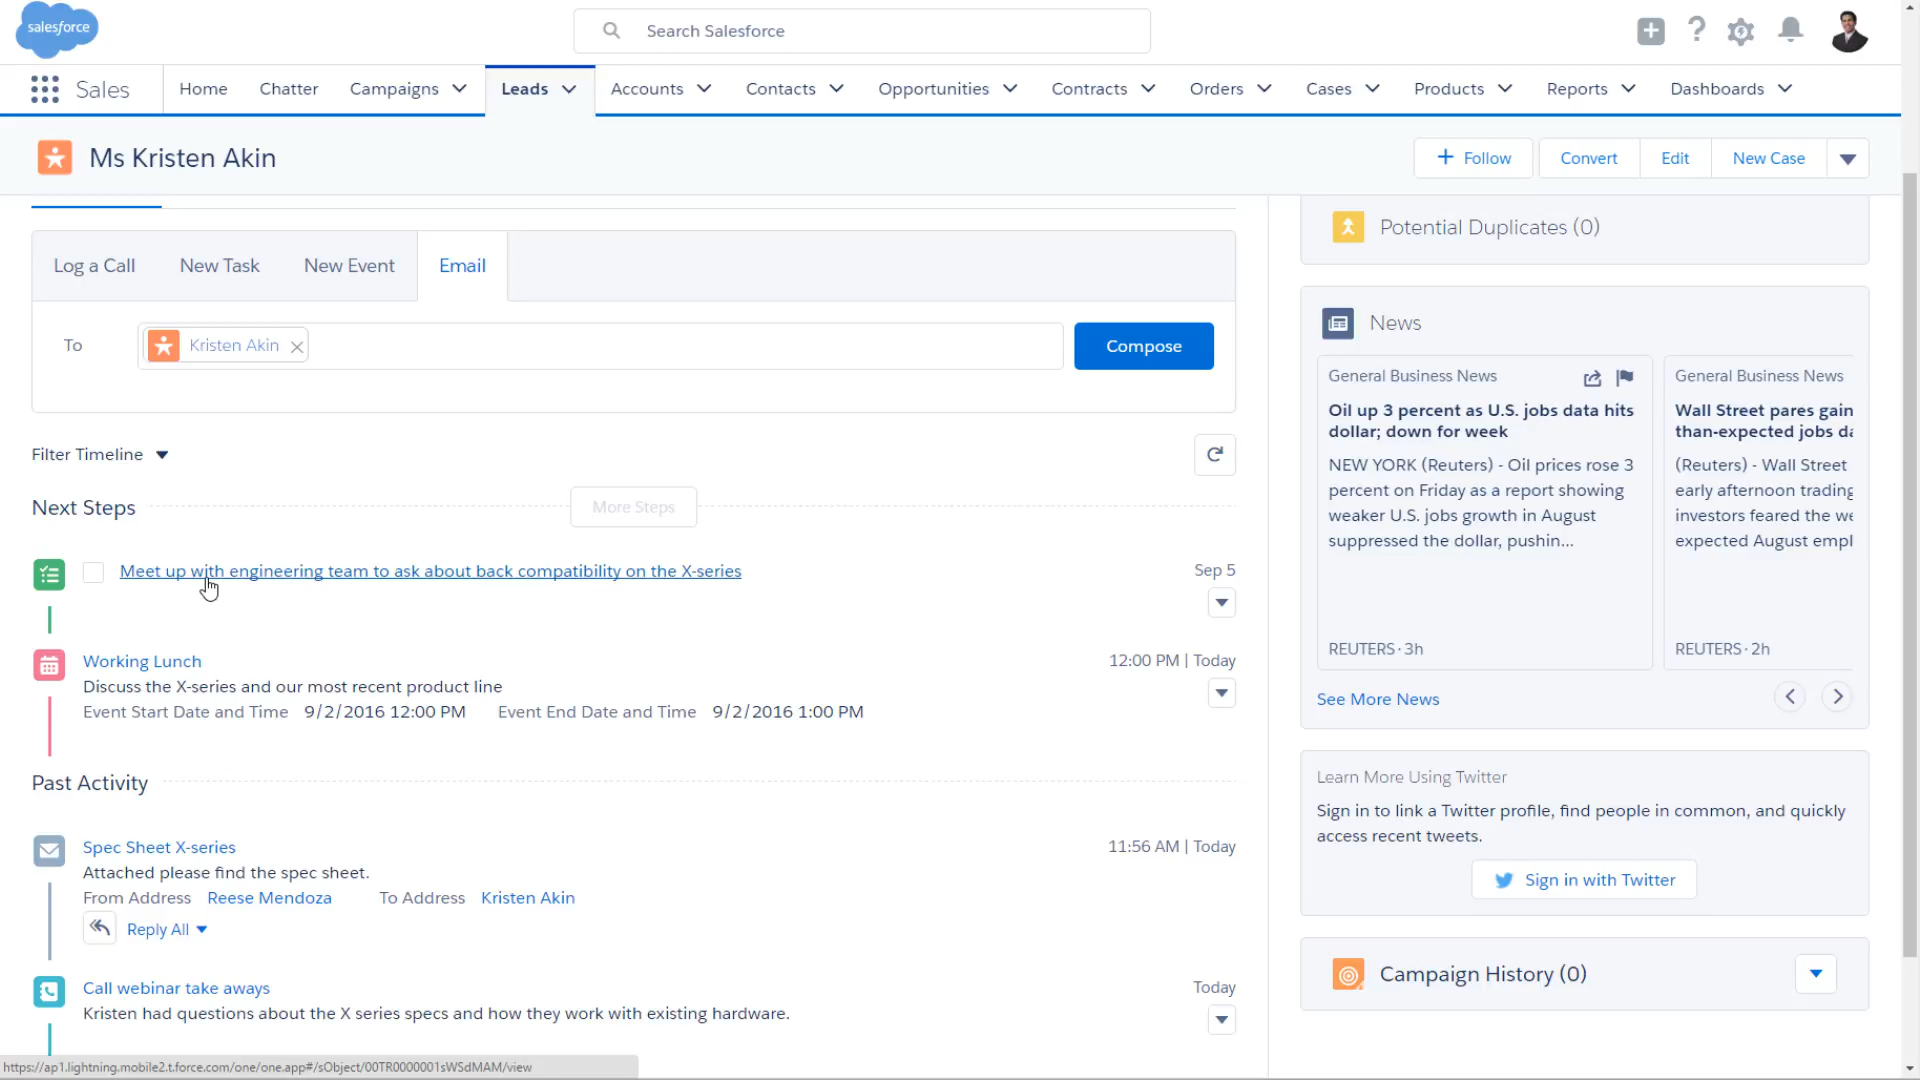 salesforce
Search Salesforce
Sales
Home
Chatter
Campaigns
Leads
Accounts
Contacts
Opportunities
Contracts
Orders
Cases
Products
Reports
Dashboards
Ms Kristen Akin
+ Follow
Convert
Edit
New Case
Log a Call
New Task
New Event
Email
To
Kristen Akin
Compose
Filter Timeline
Next Steps
More Steps
Meet up with engineering team to ask about back compatibility on the X-series
Sep 5
Working Lunch
12:00 PM | Today
Discuss the X-series and our most recent product line
Event Start Date and Time 9/2/2016 12:00 PM Event End Date and Time 9/2/2016 1:00 PM
Past Activity
Spec Sheet X-series
11:56 AM | Today
Attached please find the spec sheet.
From Address Reese Mendoza To Address Kristen Akin
Reply All
Call webinar take aways
Today
Kristen had questions about the X series specs and how they work with existing hardware.
Potential Duplicates (0)
News
General Business News
Oil up 3 percent as U.S. jobs data hits
dollar; down for week
NEW YORK (Reuters) - Oil prices rose 3
percent on Friday as a report showing
weaker U.S. jobs growth in August
suppressed the dollar, pushin...
REUTERS · 3h
General Business News
Wall Street pares gain
than-expected jobs da
(Reuters) - Wall Street
early afternoon trading
investors feared the we
expected August empl
REUTERS · 2h
See More News
Learn More Using Twitter
Sign in to link a Twitter profile, find people in common, and quickly
access recent tweets.
Sign in with Twitter
Campaign History (0)
https://ap1.lightning.mobile2.t.force.com/one/one.app#/sObject/00TR0000001sWSdMAM/view